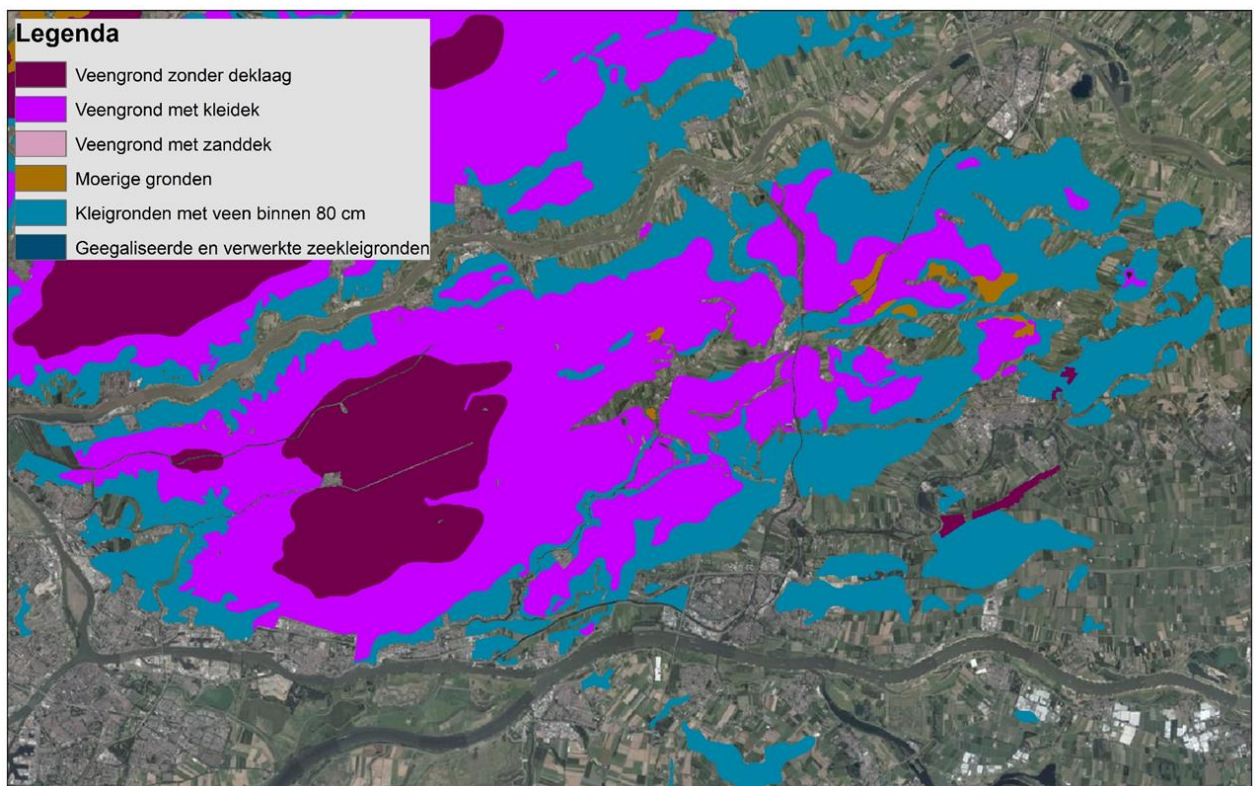 Legenda
Veengrond zonder deklaag
Veengrond met kleidek
Veengrond met zanddek
Moerige gronden
Kleigronden met veen binnen 80 cm
Geegaliseerde en verwerkte zeekleigronden